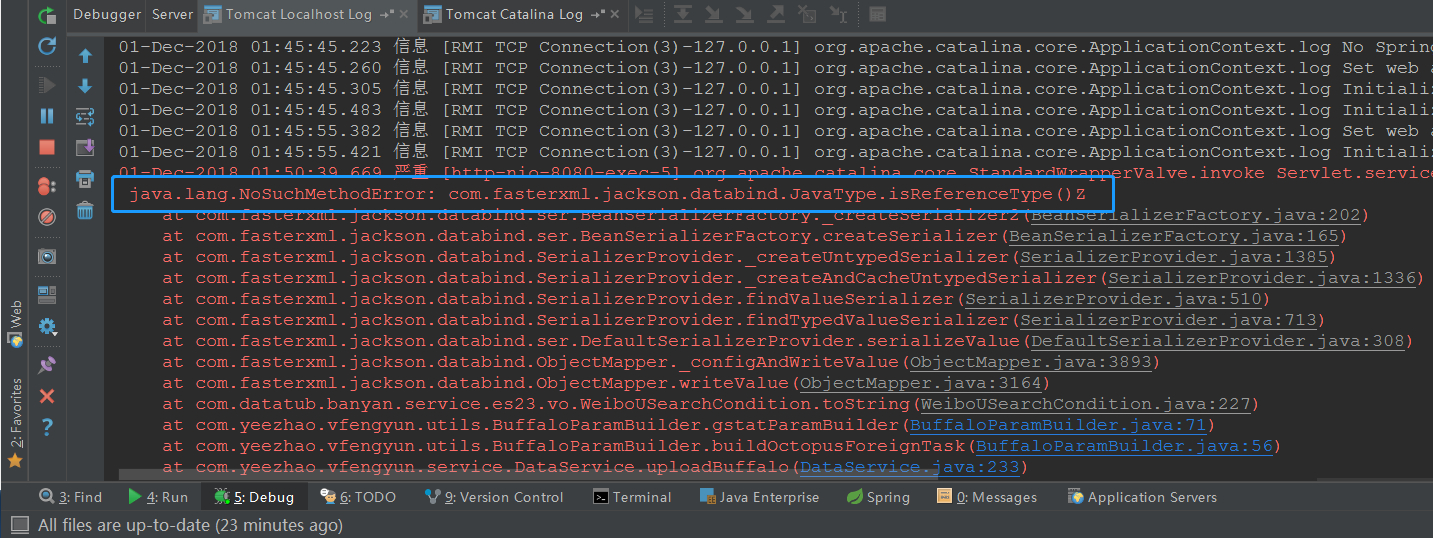 Debugger Server Tomcat Localhost Log Tomcat Catalina Log
01-Dec-2018 01:45:45.223 信息 [RMI TCP Connection(3)-127.0.0.1] org.apache.catalina.core.ApplicationContext.log No Spring
01-Dec-2018 01:45:45.260 信息 [RMI TCP Connection(3)-127.0.0.1] org.apache.catalina.core.ApplicationContext.log Set web a
01-Dec-2018 01:45:45.305 信息 [RMI TCP Connection(3)-127.0.0.1] org.apache.catalina.core.ApplicationContext.log Initializ
01-Dec-2018 01:45:45.483 信息 [RMI TCP Connection(3)-127.0.0.1] org.apache.catalina.core.ApplicationContext.log Initializ
01-Dec-2018 01:45:55.382 信息 [RMI TCP Connection(3)-127.0.0.1] org.apache.catalina.core.ApplicationContext.log Set web a
01-Dec-2018 01:45:55.421 信息 [RMI TCP Connection(3)-127.0.0.1] org.apache.catalina.core.ApplicationContext.log Initializ
01-Dec-2018 01:50:39.669 严重 [http-nio-8080-exec-5] org.apache.catalina.core.StandardWrapperValve.invoke Servlet.service
java.lang.NoSuchMethodError: com.fasterxml.jackson.databind.JavaType.isReferenceType()Z
at com.fasterxml.jackson.databind.ser.BeanSerializerFactory._createSerializer2(BeanSerializerFactory.java:202)
at com.fasterxml.jackson.databind.ser.BeanSerializerFactory.createSerializer(BeanSerializerFactory.java:165)
at com.fasterxml.jackson.databind.SerializerProvider._createUntypedSerializer(SerializerProvider.java:1385)
at com.fasterxml.jackson.databind.SerializerProvider._createAndCacheUntypedSerializer(SerializerProvider.java:1336)
at com.fasterxml.jackson.databind.SerializerProvider.findValueSerializer(SerializerProvider.java:510)
at com.fasterxml.jackson.databind.SerializerProvider.findTypedValueSerializer(SerializerProvider.java:713)
at com.fasterxml.jackson.databind.ser.DefaultSerializerProvider.serializeValue(DefaultSerializerProvider.java:308)
at com.fasterxml.jackson.databind.ObjectMapper._configAndWriteValue(ObjectMapper.java:3893)
at com.fasterxml.jackson.databind.ObjectMapper.writeValue(ObjectMapper.java:3164)
at com.datatub.banyan.service.es23.vo.WeiboUSearchCondition.toString(WeiboUSearchCondition.java:227)
at com.yeezhao.vfengyun.utils.BuffaloParamBuilder.gstatParamBuilder(BuffaloParamBuilder.java:71)
at com.yeezhao.vfengyun.utils.BuffaloParamBuilder.buildOctopusForeignTask(BuffaloParamBuilder.java:56)
at com.yeezhao.vfengyun.service.DataService.uploadBuffalo(DataService.java:233)
Web
2: Favorites
3: Find 4: Run 5: Debug 6: TODO 9: Version Control Terminal Java Enterprise Spring 0: Messages Application Servers
All files are up-to-date (23 minutes ago)